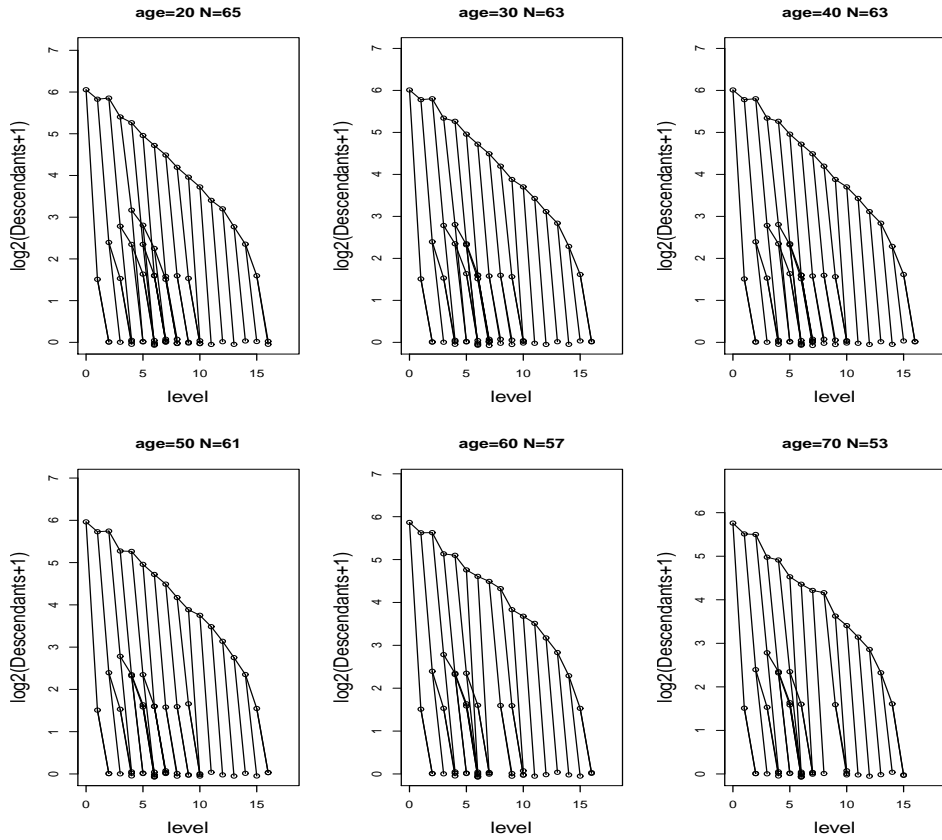 age=20 N=65
age=30 N=63
age=40 N=63
log2(Descendants+1)
0 1 2 3 4 5 6 7
0 5 10 15
level
log2(Descendants+1)
0 1 2 3 4 5 6 7
0 5 10 15
level
log2(Descendants+1)
0 1 2 3 4 5 6 7
0 5 10 15
level
age=50 N=61
age=60 N=57
age=70 N=53
log2(Descendants+1)
0 1 2 3 4 5 6 7
0 5 10 15
level
log2(Descendants+1)
0 1 2 3 4 5 6 7
0 5 10 15
level
log2(Descendants+1)
0 1 2 3 4 5 6
0 5 10 15
level